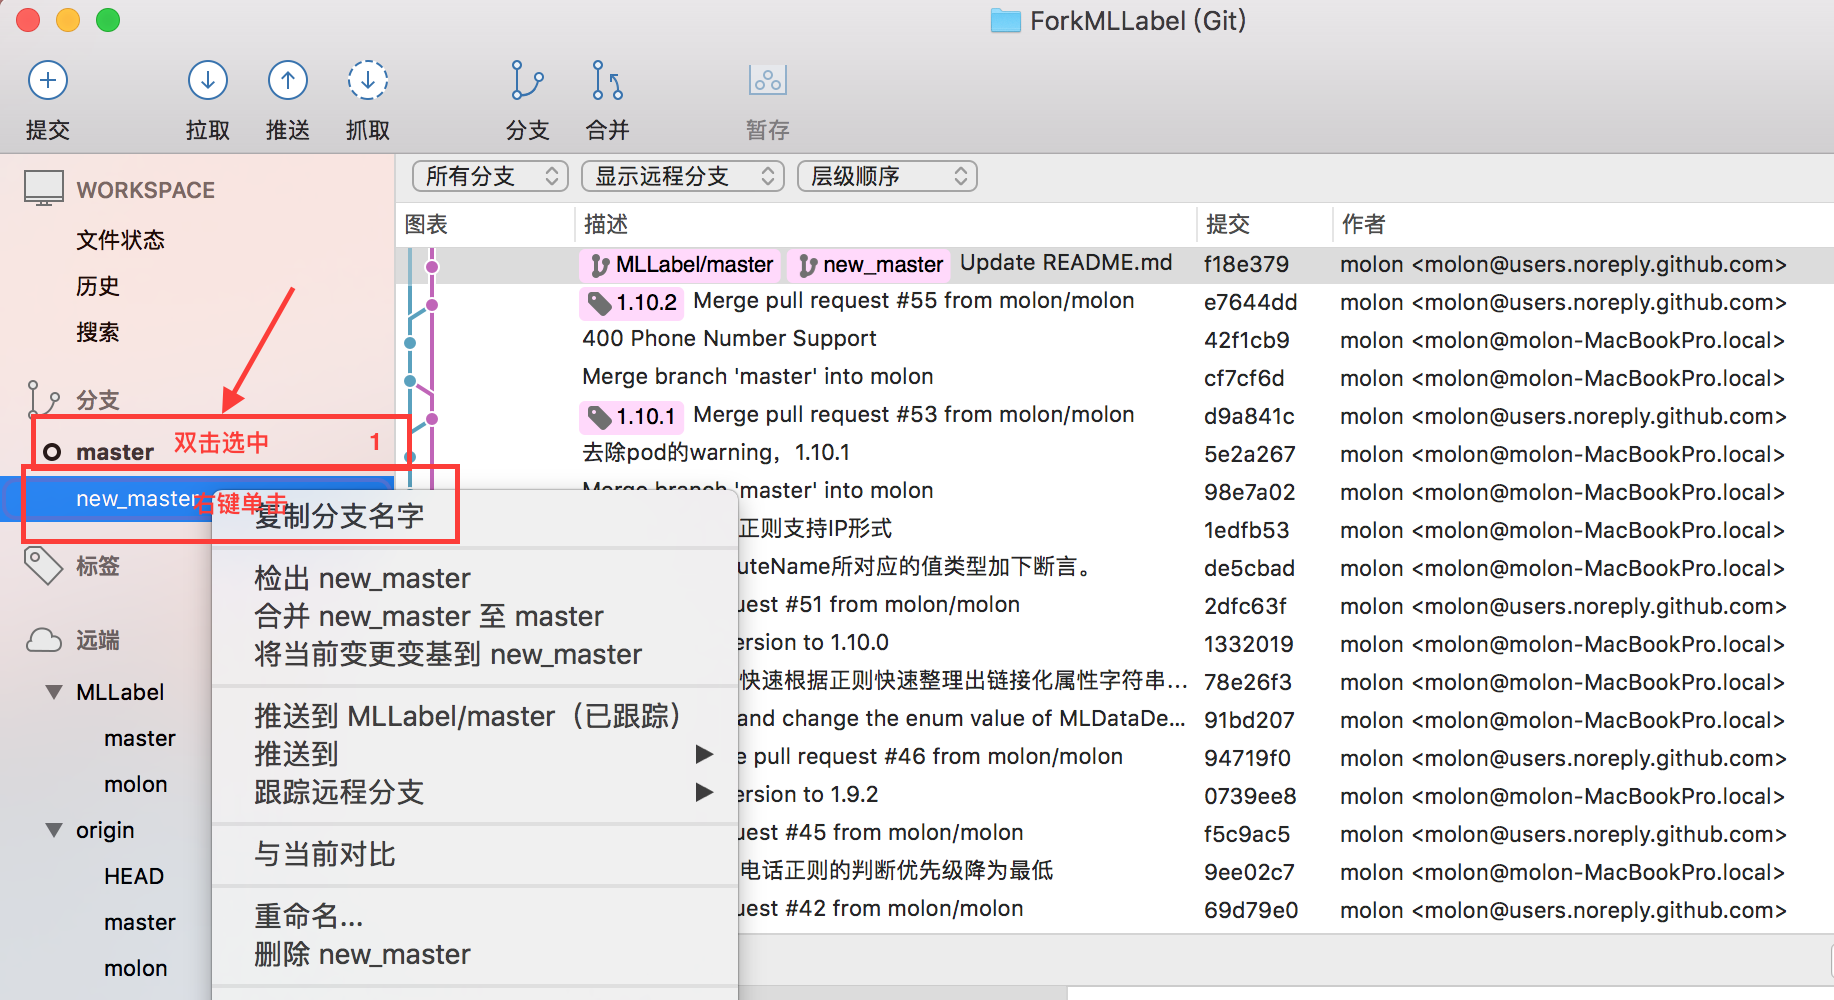 ForkMLLabel (Git)
提交
拉取
推送
抓取
分支
合并
暂存
WORKSPACE
文件状态
历史
搜索
分支
master 双击选中 1
new_master 右键单击
标签
远端
MLLabel
master
molon
origin
HEAD
master
molon
复制分支名字
检出 new_master
合并 new_master 至 master
将当前变更变基到 new_master
推送到 MLLabel/master（已跟踪）
推送到
跟踪远程分支
与当前对比
重命名...
删除 new_master
所有分支 显示远程分支 层级顺序
图表 描述 提交 作者
MLLabel/master new_master Update README.md f18e379 molon <molon@users.noreply.github.com>
1.10.2 Merge pull request #55 from molon/molon e7644dd molon <molon@users.noreply.github.com>
400 Phone Number Support 42f1cb9 molon <molon@molon-MacBookPro.local>
Merge branch 'master' into molon cf7cf6d molon <molon@molon-MacBookPro.local>
1.10.1 Merge pull request #53 from molon/molon d9a841c molon <molon@users.noreply.github.com>
去除pod的warning，1.10.1 5e2a267 molon <molon@molon-MacBookPro.local>
Merge branch 'master' into molon 98e7a02 molon <molon@molon-MacBookPro.local>
正则支持IP形式 1edfb53 molon <molon@molon-MacBookPro.local>
uteName所对应的值类型加下断言。 de5cbad molon <molon@molon-MacBookPro.local>
uest #51 from molon/molon 2dfc63f molon <molon@users.noreply.github.com>
ersion to 1.10.0 1332019 molon <molon@molon-MacBookPro.local>
快速根据正则快速整理出链接化属性字符串... 78e26f3 molon <molon@molon-MacBookPro.local>
and change the enum value of MLDataDe... 91bd207 molon <molon@molon-MacBookPro.local>
e pull request #46 from molon/molon 94719f0 molon <molon@users.noreply.github.com>
ersion to 1.9.2 0739ee8 molon <molon@molon-MacBookPro.local>
uest #45 from molon/molon f5c9ac5 molon <molon@users.noreply.github.com>
电话正则的判断优先级降为最低 9ee02c7 molon <molon@molon-MacBookPro.local>
uest #42 from molon/molon 69d79e0 molon <molon@users.noreply.github.com>